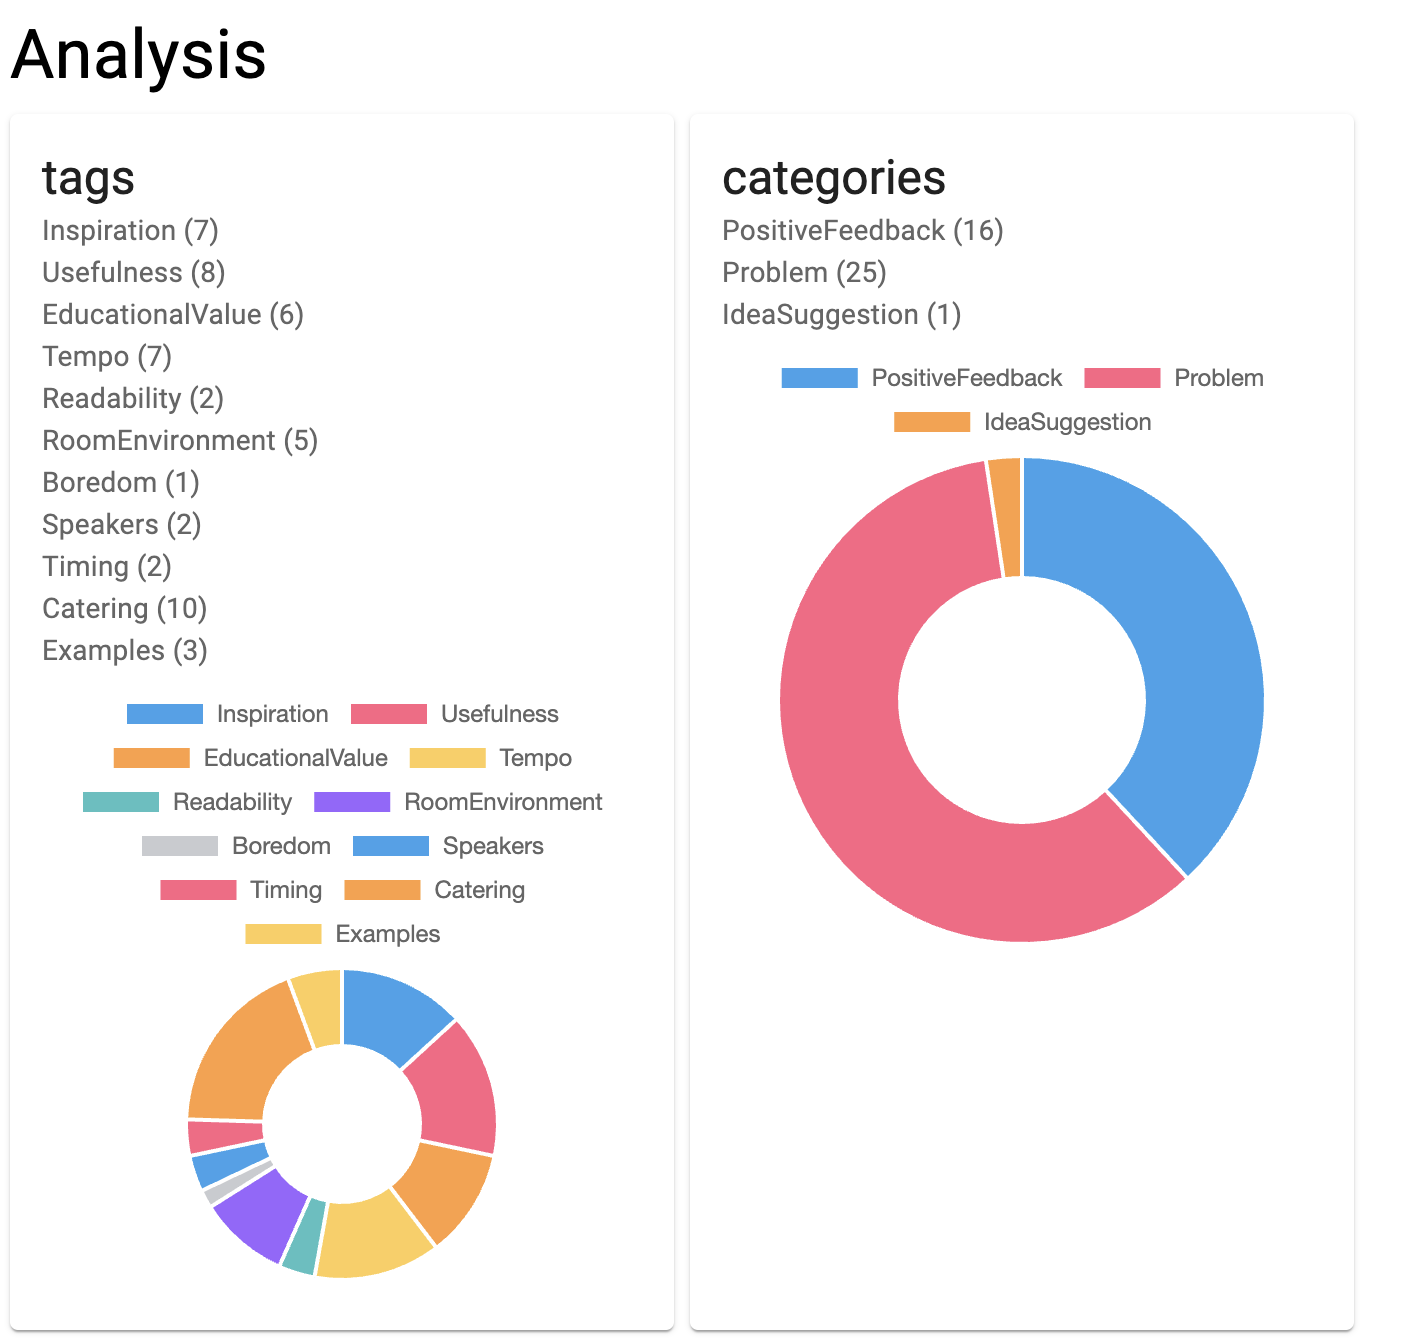 Analysis
tags
Inspiration (7)
Usefulness (8)
EducationalValue (6)
Tempo (7)
Readability (2)
RoomEnvironment (5)
Boredom (1)
Speakers (2)
Timing (2)
Catering (10)
Examples (3)
Inspiration Usefulness
EducationalValue Tempo
Readability RoomEnvironment
Boredom Speakers
Timing Catering
Examples
categories
PositiveFeedback (16)
Problem (25)
IdeaSuggestion (1)
PositiveFeedback Problem
IdeaSuggestion